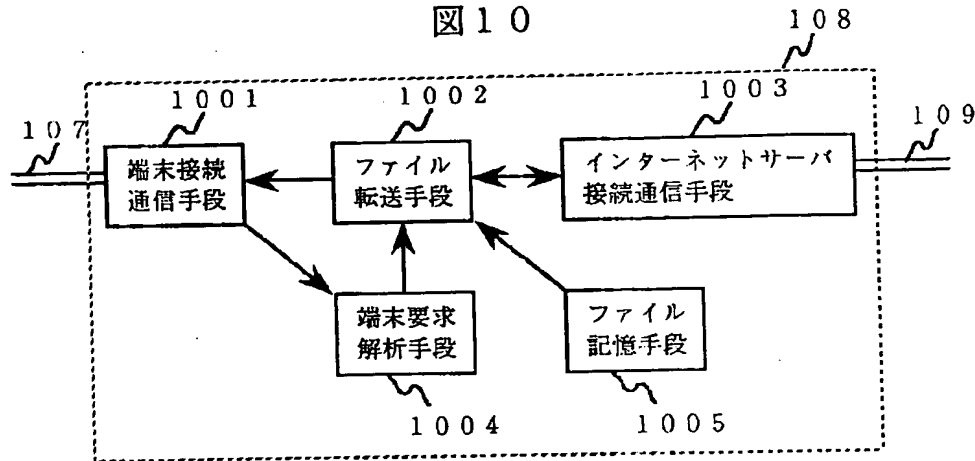 図１０
１０８
１００１
１００２
１００３
１０７
１０９
端末接続
通信手段
ファイル
転送手段
インターネットサーバ
接続通信手段
端末要求
解析手段
ファイル
記憶手段
１００４
１００５